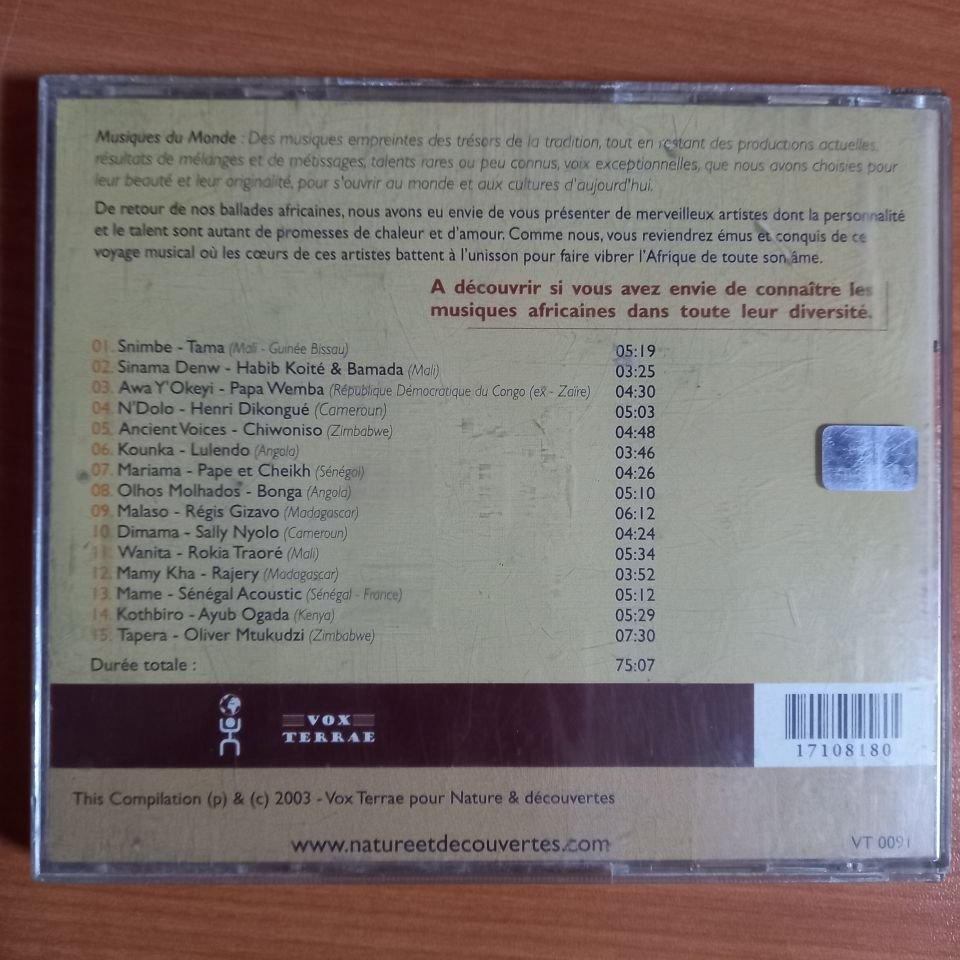 Musiques du Monde : Des musiques empreintes des trésors de la tradition, tout en restant des productions actuelles,
résultats de mélanges et de métissages, talents rares ou peu connus, voix exceptionnelles, que nous avons choisies pour
leur beauté et leur originalité, pour s'ouvrir au monde et aux cultures d'aujourd'hui.
De retour de nos ballades africaines, nous avons eu envie de vous présenter de merveilleux artistes dont la personnalité
et le talent sont autant de promesses de chaleur et d'amour. Comme nous, vous reviendrez émus et conquis de ce
voyage musical où les cœurs de ces artistes battent à l'unisson pour faire vibrer l'Afrique de toute son âme.
A découvrir si vous avez envie de connaître les
musiques africaines dans toute leur diversité.
01. Snimbe - Tama (Mali - Guinée Bissau) 05:19
02. Sinama Denw - Habib Koité & Bamada (Mali) 03:25
03. Awa Y'Okeyi - Papa Wemba (République Démocratique du Congo (ex - Zaïre) 04:30
04. N'Dolo - Henri Dikongué (Cameroun) 05:03
05. Ancient Voices - Chiwoniso (Zimbabwe) 04:48
06. Kounka - Lulendo (Angola) 03:46
07. Mariama - Pape et Cheikh (Sénégal) 04:26
08. Olhos Molhados - Bonga (Angola) 05:10
09. Malaso - Régis Gizavo (Madagascar) 06:12
10. Dimama - Sally Nyolo (Cameroun) 04:24
11. Wanita - Rokia Traoré (Mali) 05:34
12. Mamy Kha - Rajery (Madagascar) 03:52
13. Mame - Sénégal Acoustic (Sénégal - France) 05:12
14. Kothbiro - Ayub Ogada (Kenya) 05:29
15. Tapera - Oliver Mtukudzi (Zimbabwe) 07:30
Durée totale : 75:07
VOX
TERRAE
17108180
This Compilation (p) & (c) 2003 - Vox Terrae pour Nature & découvertes
www.natureetdecouvertes.com
VT 0091